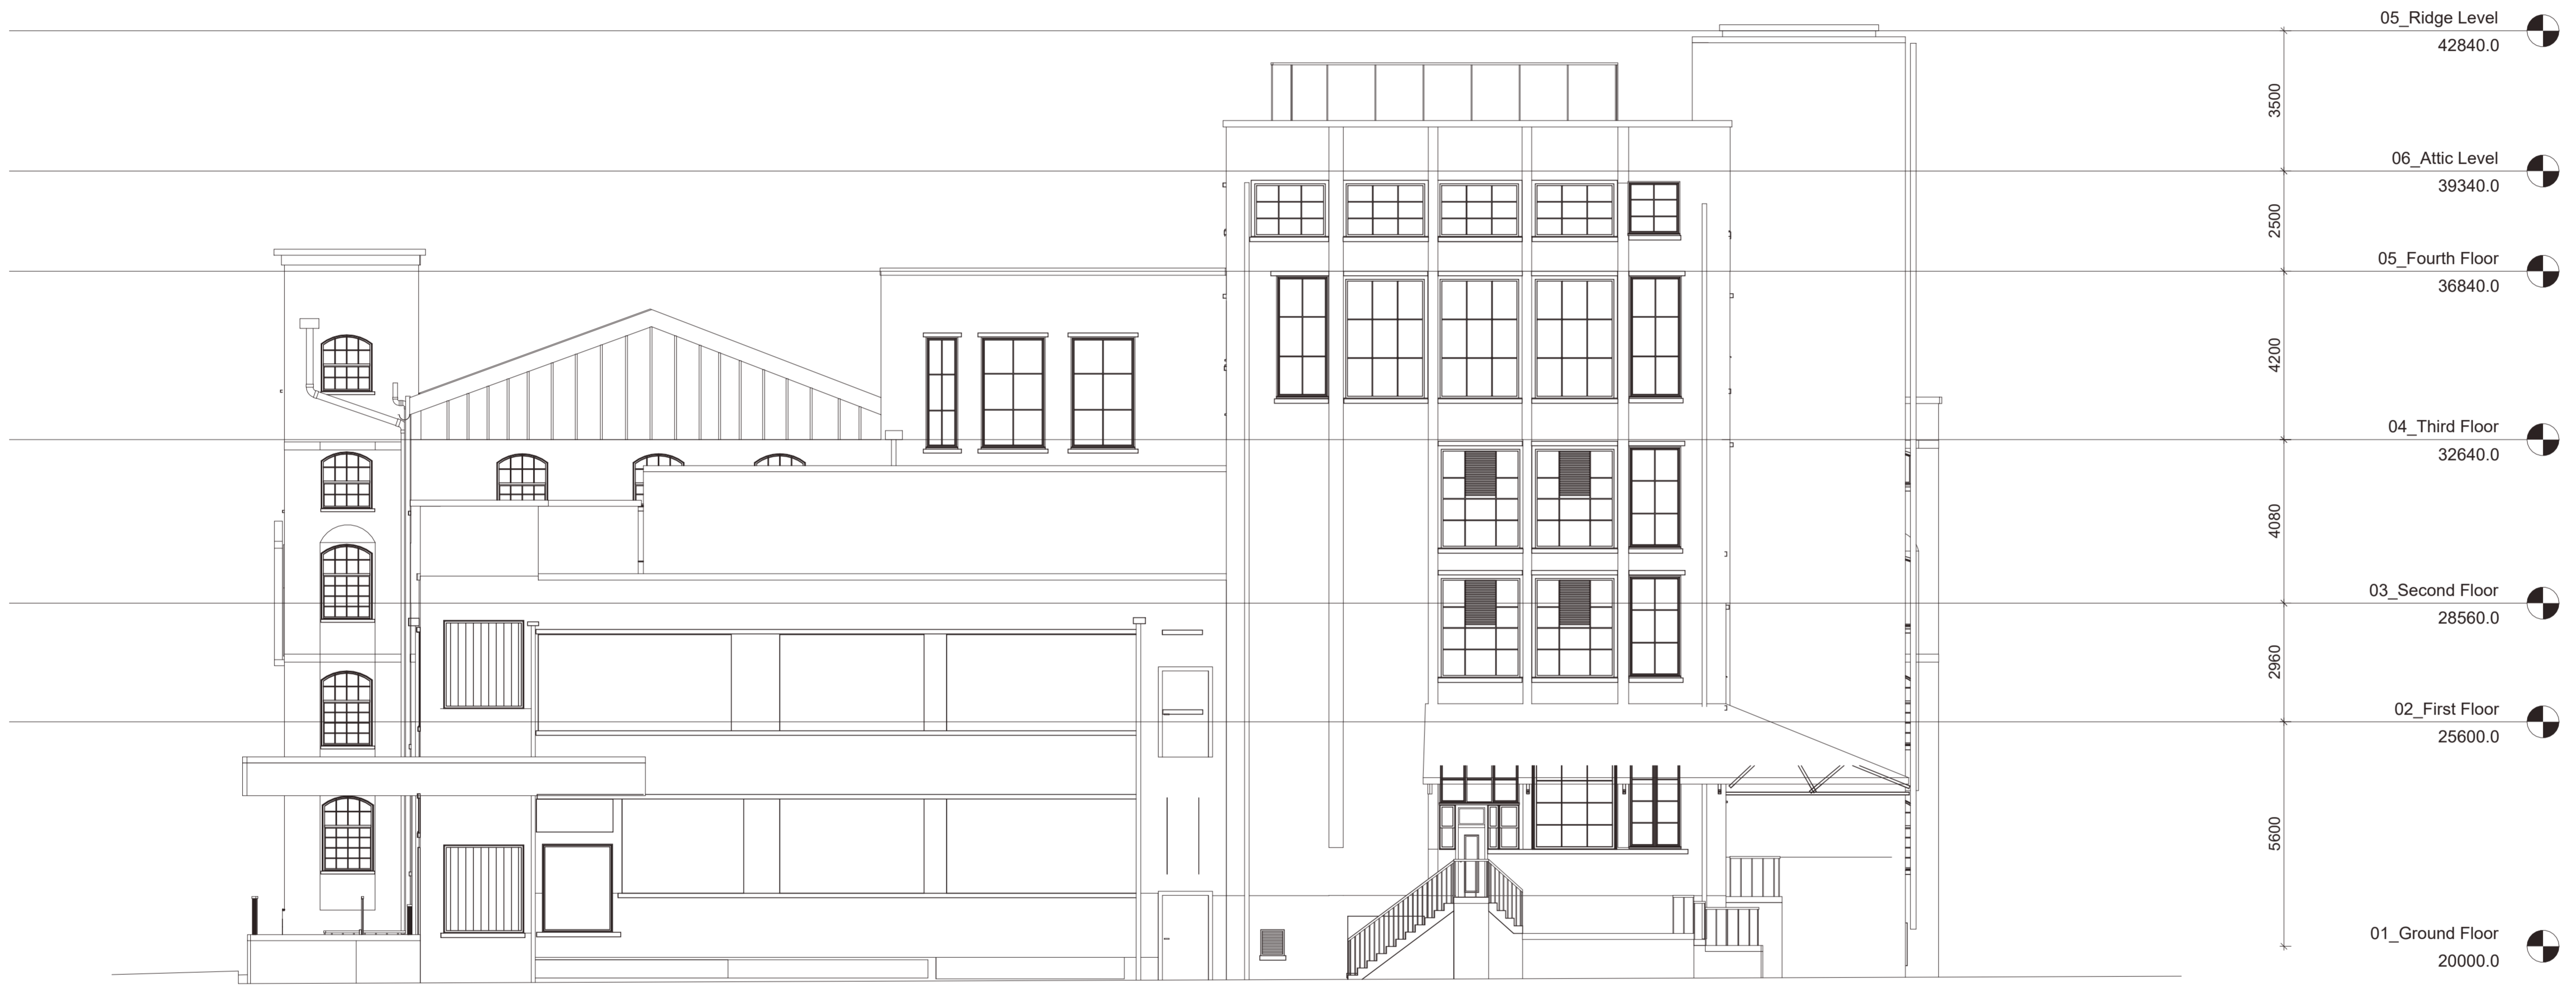 05_Ridge Level
42840.0
3500
06_Attic Level
39340.0
2500
05_Fourth Floor
36840.0
4200
04_Third Floor
32640.0
4080
03_Second Floor
28560.0
2960
02_First Floor
25600.0
5600
01_Ground Floor
20000.0